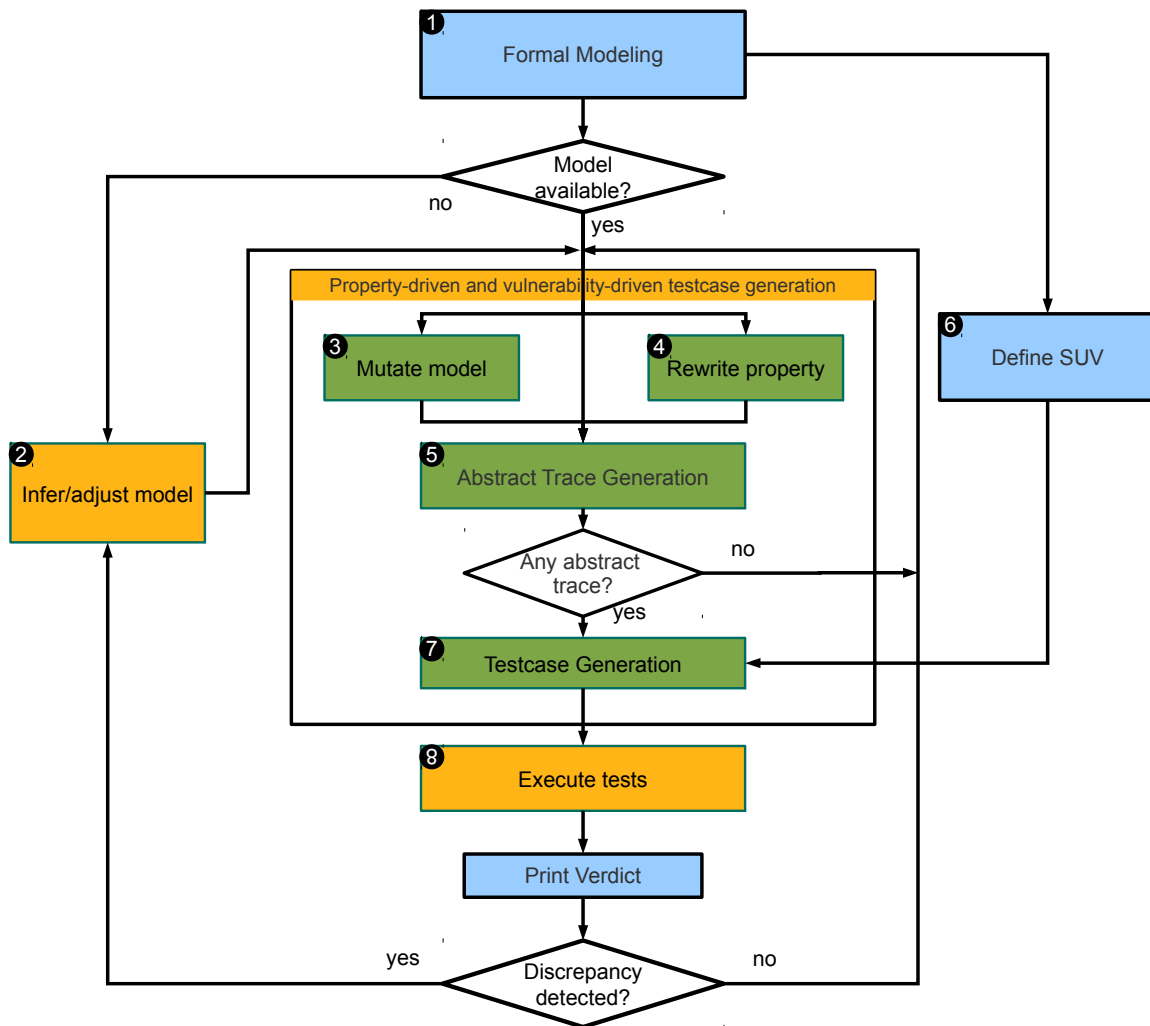 1
Formal Modeling
Model
available?
no
yes
Property-driven and vulnerability-driven testcase generation
3
Mutate model
4
Rewrite property
6
Define SUV
2
Infer/adjust model
5
Abstract Trace Generation
Any abstract
trace?
no
yes
7
Testcase Generation
8
Execute tests
Print Verdict
Discrepancy
detected?
yes
no